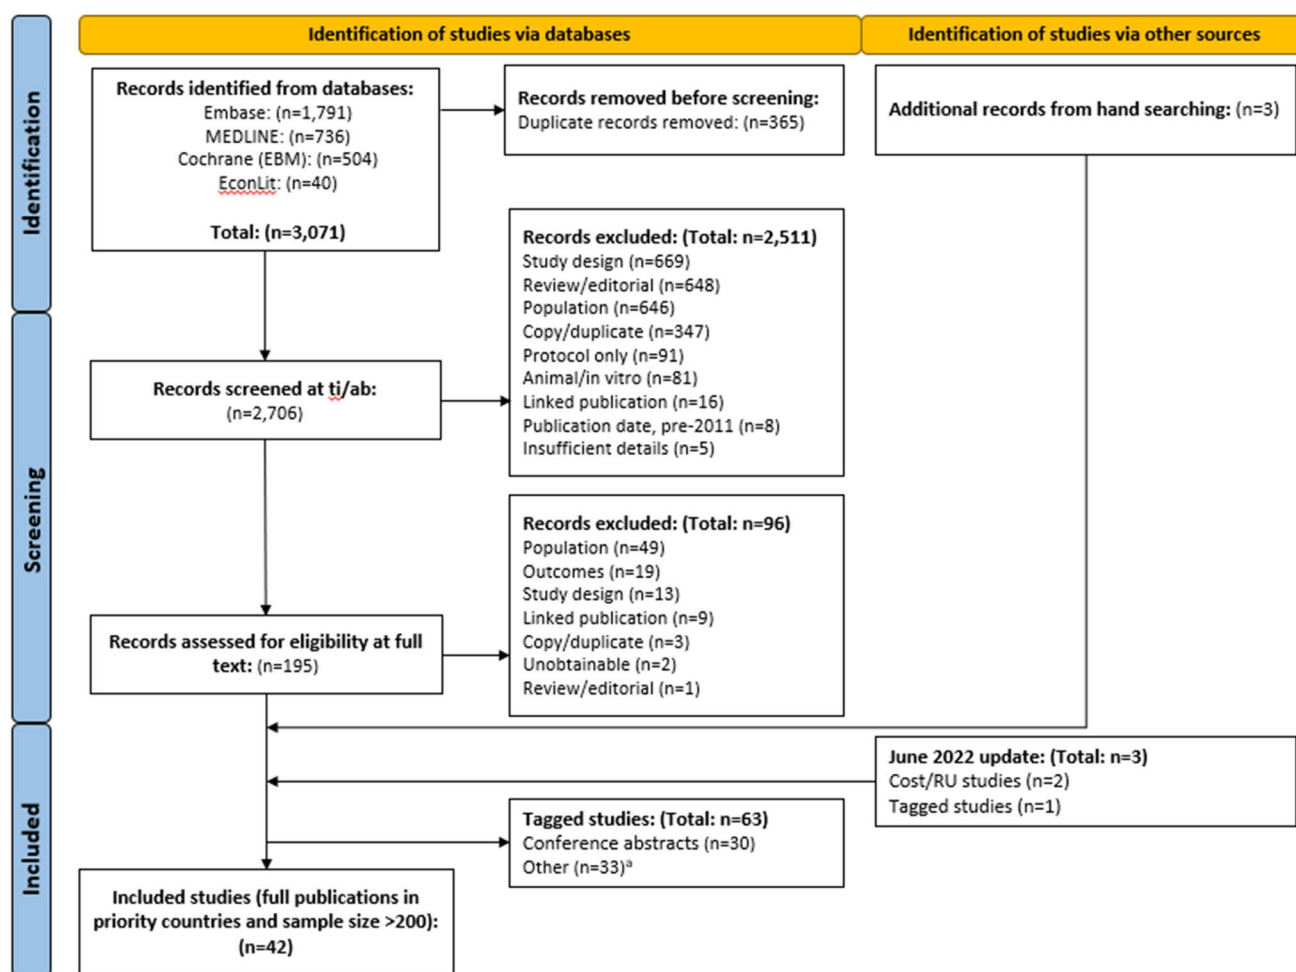 Identification of studies via databases
Identification of studies via other sources
Identification
Records identified from databases:
Embase: (n=1,791)
MEDLINE: (n=736)
Cochrane (EBM): (n=504)
EconLit: (n=40)
Total: (n=3,071)
Records removed before screening:
Duplicate records removed: (n=365)
Additional records from hand searching: (n=3)
Screening
Records screened at ti/ab:
(n=2,706)
Records excluded: (Total: n=2,511)
Study design (n=669)
Review/editorial (n=648)
Population (n=646)
Copy/duplicate (n=347)
Protocol only (n=91)
Animal/in vitro (n=81)
Linked publication (n=16)
Publication date, pre-2011 (n=8)
Insufficient details (n=5)
Records assessed for eligibility at full
text: (n=195)
Records excluded: (Total: n=96)
Population (n=49)
Outcomes (n=19)
Study design (n=13)
Linked publication (n=9)
Copy/duplicate (n=3)
Unobtainable (n=2)
Review/editorial (n=1)
Included
June 2022 update: (Total: n=3)
Cost/RU studies (n=2)
Tagged studies (n=1)
Tagged studies: (Total: n=63)
Conference abstracts (n=30)
Other (n=33)ᵃ
Included studies (full publications in
priority countries and sample size >200):
(n=42)